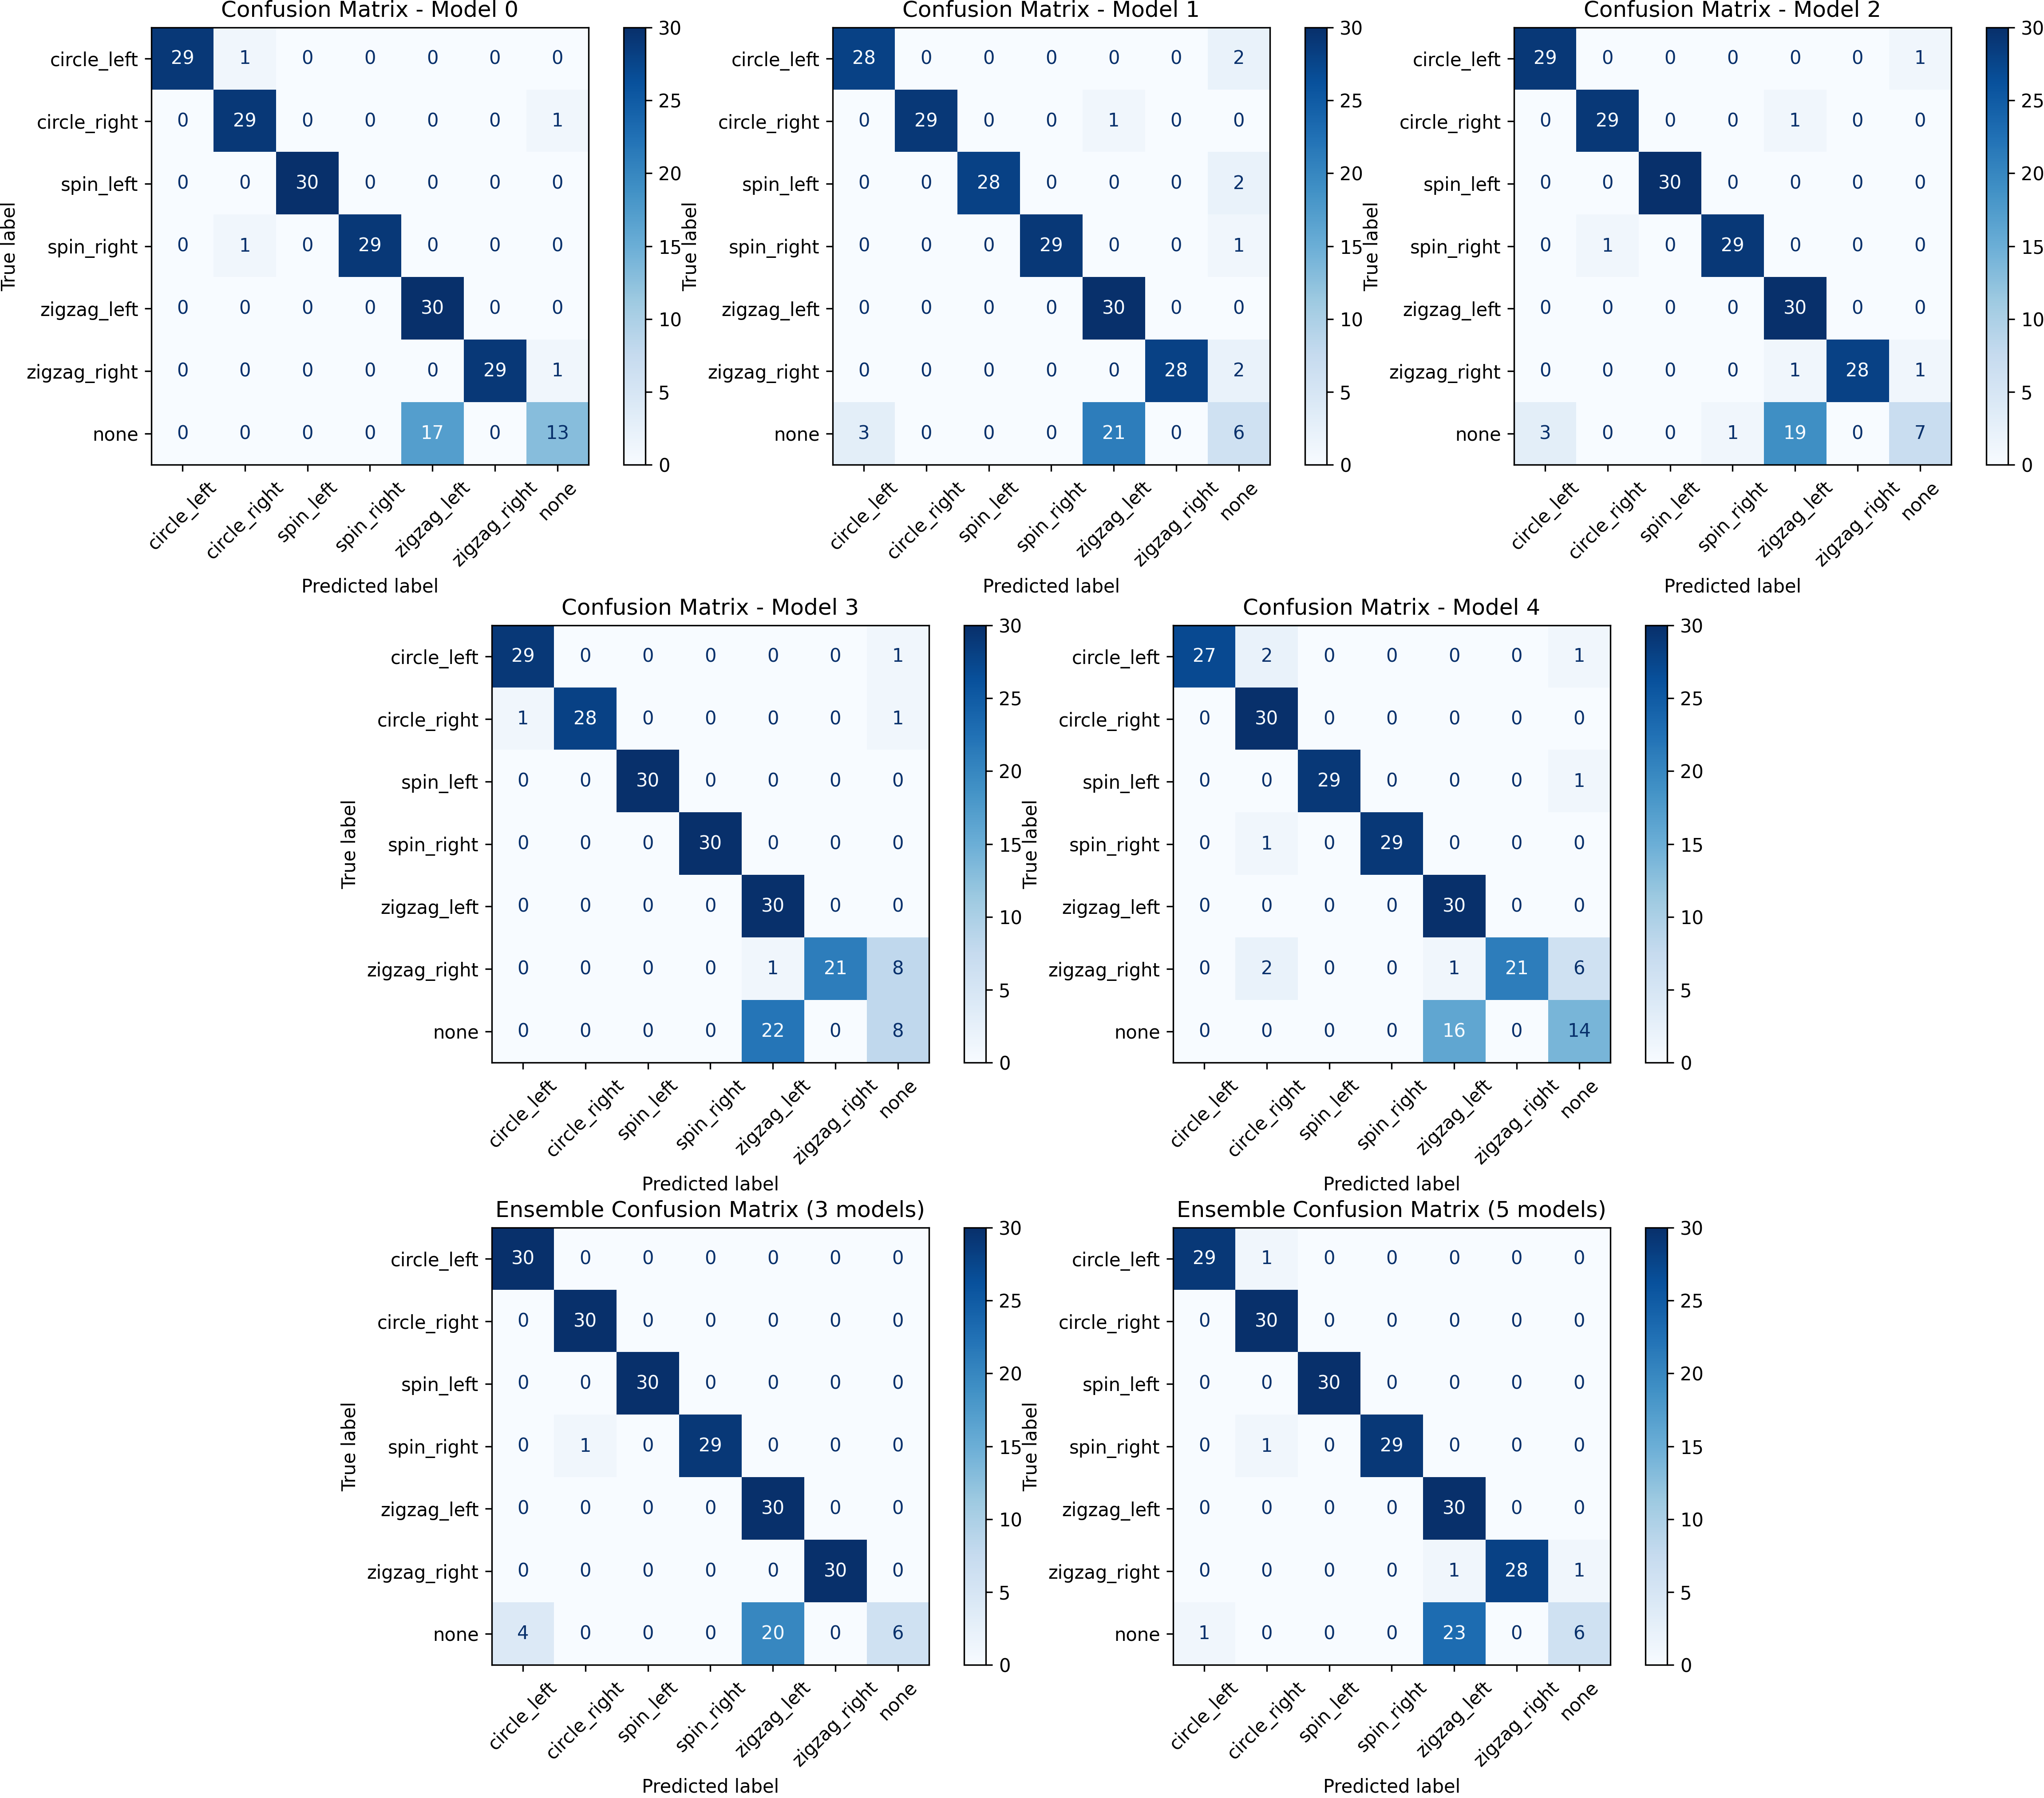 Confusion Matrix - Model 0
True label
circle_left 29 1 0 0 0 0 0
circle_right 0 29 0 0 0 0 1
spin_left 0 0 30 0 0 0 0
spin_right 0 1 0 29 0 0 0
zigzag_left 0 0 0 0 30 0 0
zigzag_right 0 0 0 0 0 29 1
none 0 0 0 0 17 0 13
circle_left circle_right spin_left spin_right zigzag_left zigzag_right none
Predicted label
30
25
20
15
10
5
0
Confusion Matrix - Model 1
True label
circle_left 28 0 0 0 0 0 2
circle_right 0 29 0 0 1 0 0
spin_left 0 0 28 0 0 0 2
spin_right 0 0 0 29 0 0 1
zigzag_left 0 0 0 0 30 0 0
zigzag_right 0 0 0 0 0 28 2
none 3 0 0 0 21 0 6
circle_left circle_right spin_left spin_right zigzag_left zigzag_right none
Predicted label
30
25
20
15
10
5
0
Confusion Matrix - Model 2
True label
circle_left 29 0 0 0 0 0 1
circle_right 0 29 0 0 1 0 0
spin_left 0 0 30 0 0 0 0
spin_right 0 1 0 29 0 0 0
zigzag_left 0 0 0 0 30 0 0
zigzag_right 0 0 0 0 1 28 1
none 3 0 0 1 19 0 7
circle_left circle_right spin_left spin_right zigzag_left zigzag_right none
Predicted label
30
25
20
15
10
5
0
Confusion Matrix - Model 3
True label
circle_left 29 0 0 0 0 0 1
circle_right 1 28 0 0 0 0 1
spin_left 0 0 30 0 0 0 0
spin_right 0 0 0 30 0 0 0
zigzag_left 0 0 0 0 30 0 0
zigzag_right 0 0 0 0 1 21 8
none 0 0 0 0 22 0 8
circle_left circle_right spin_left spin_right zigzag_left zigzag_right none
Predicted label
30
25
20
15
10
5
0
Confusion Matrix - Model 4
True label
circle_left 27 2 0 0 0 0 1
circle_right 0 30 0 0 0 0 0
spin_left 0 0 29 0 0 0 1
spin_right 0 1 0 29 0 0 0
zigzag_left 0 0 0 0 30 0 0
zigzag_right 0 2 0 0 1 21 6
none 0 0 0 0 16 0 14
circle_left circle_right spin_left spin_right zigzag_left zigzag_right none
Predicted label
30
25
20
15
10
5
0
Ensemble Confusion Matrix (3 models)
True label
circle_left 30 0 0 0 0 0 0
circle_right 0 30 0 0 0 0 0
spin_left 0 0 30 0 0 0 0
spin_right 0 1 0 29 0 0 0
zigzag_left 0 0 0 0 30 0 0
zigzag_right 0 0 0 0 0 30 0
none 4 0 0 0 20 0 6
circle_left circle_right spin_left spin_right zigzag_left zigzag_right none
Predicted label
30
25
20
15
10
5
0
Ensemble Confusion Matrix (5 models)
True label
circle_left 29 1 0 0 0 0 0
circle_right 0 30 0 0 0 0 0
spin_left 0 0 30 0 0 0 0
spin_right 0 1 0 29 0 0 0
zigzag_left 0 0 0 0 30 0 0
zigzag_right 0 0 0 0 1 28 1
none 1 0 0 0 23 0 6
circle_left circle_right spin_left spin_right zigzag_left zigzag_right none
Predicted label
30
25
20
15
10
5
0